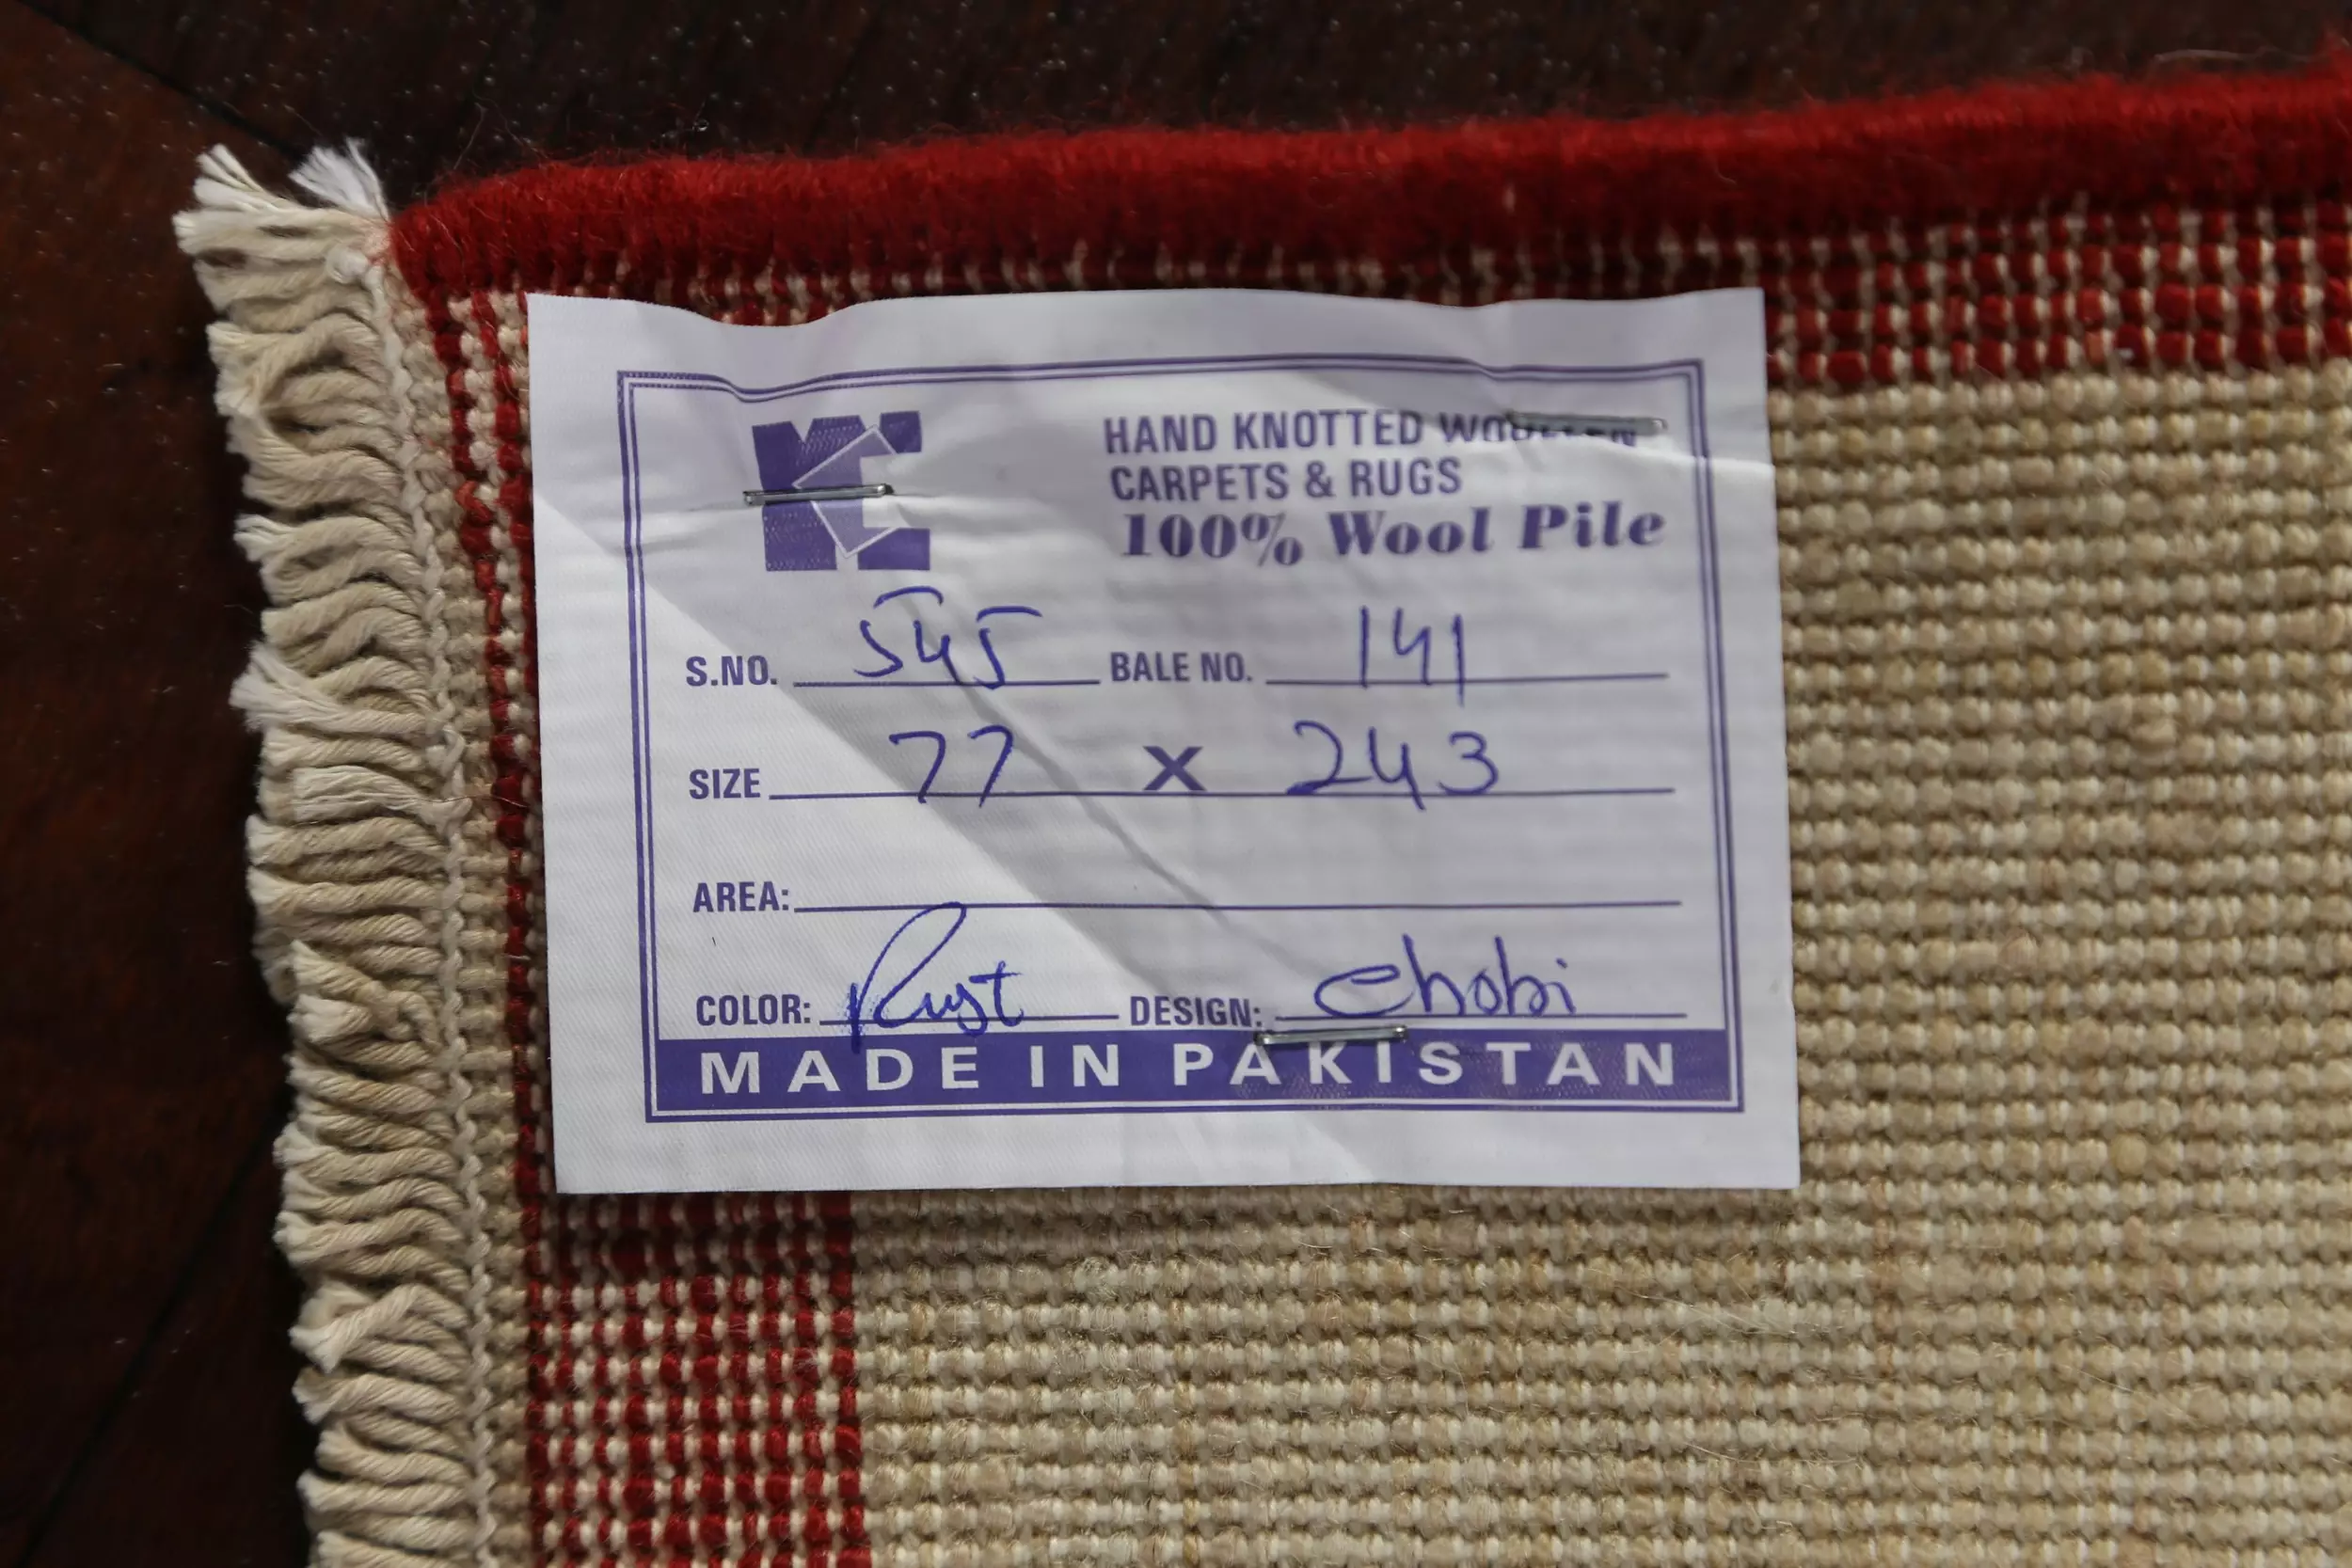 HAND KNOTTED WOOLLEN
CARPETS & RUGS
100% Wool Pile
S.NO. 545 BALE NO. 141
SIZE 77 X 243
AREA:
COLOR: Rust DESIGN: Chobi
MADE IN PAKISTAN